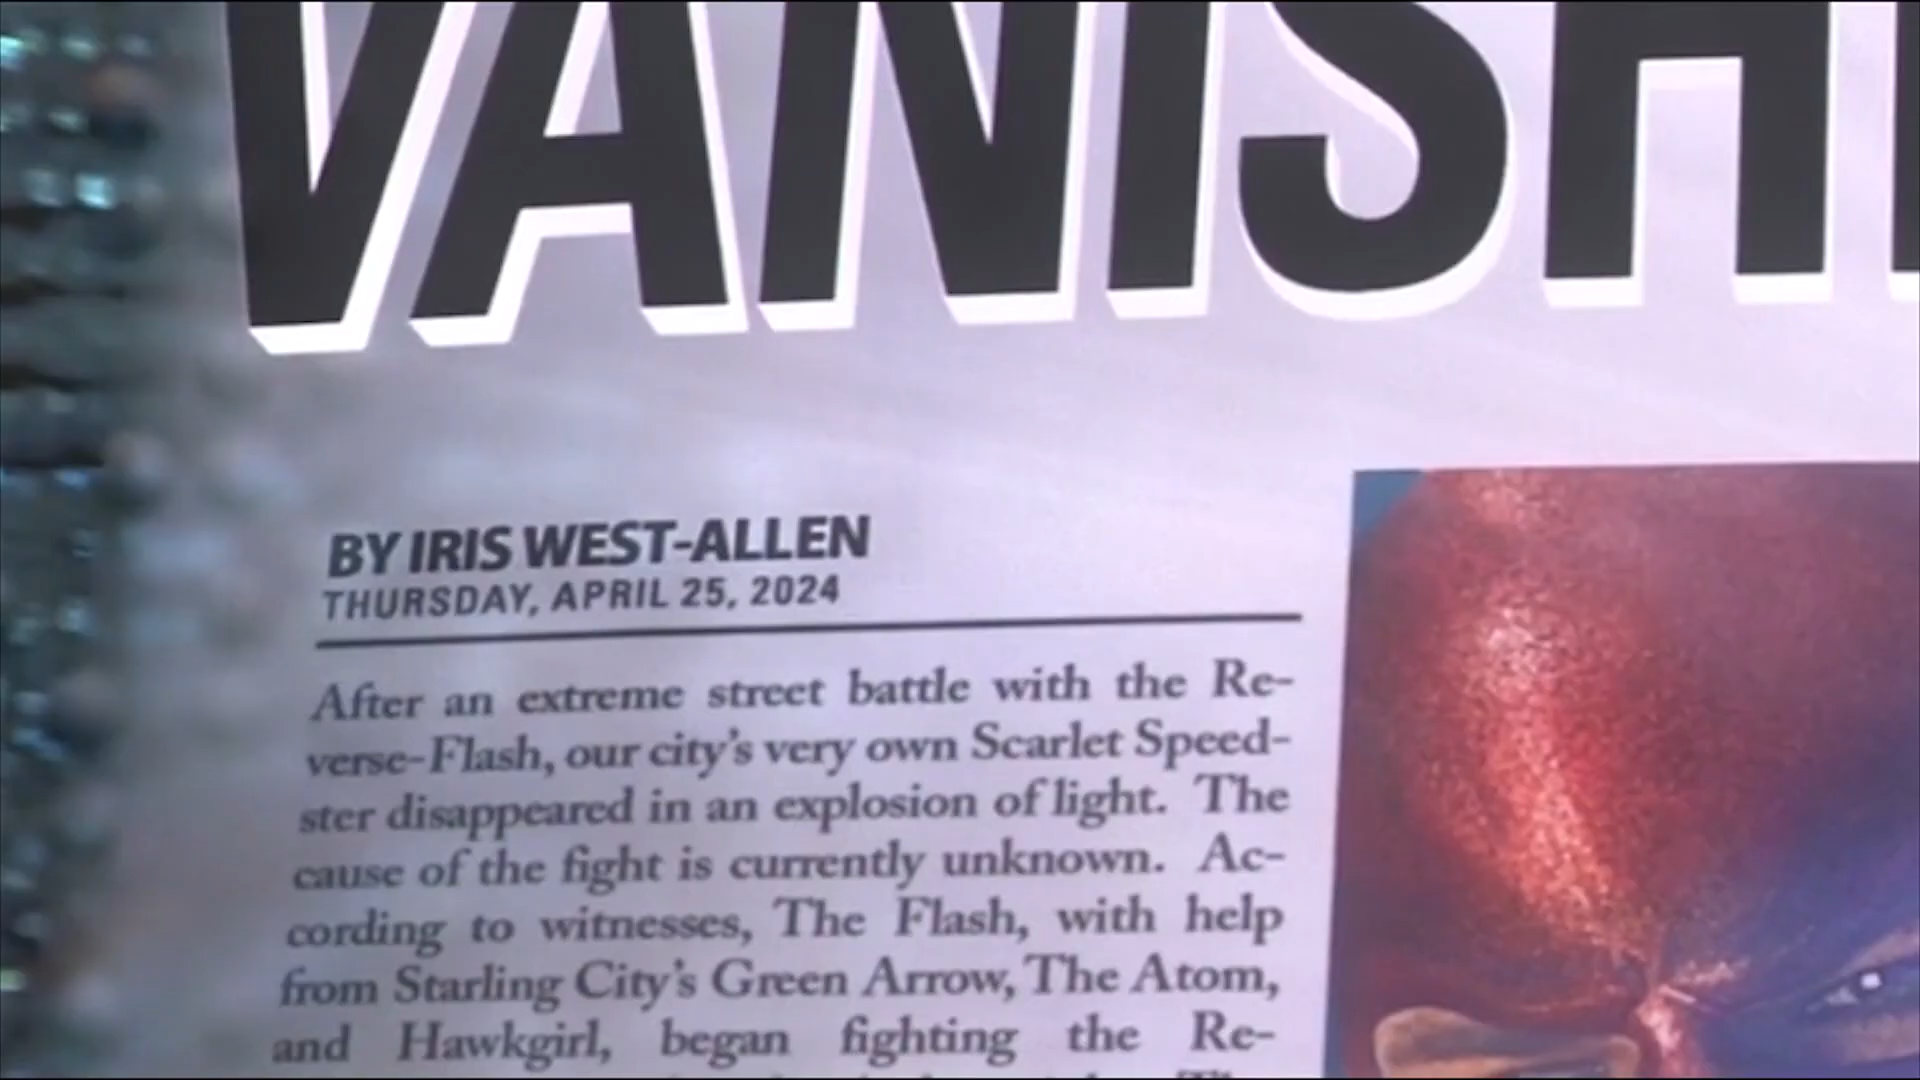 VANISH
BY IRIS WEST-ALLEN
THURSDAY, APRIL 25, 2024
After an extreme street battle with the Re-
verse-Flash, our city's very own Scarlet Speed-
ster disappeared in an explosion of light. The
cause of the fight is currently unknown. Ac-
cording to witnesses, The Flash, with help
from Starling City's Green Arrow, The Atom,
and Hawkgirl, began fighting the Re-